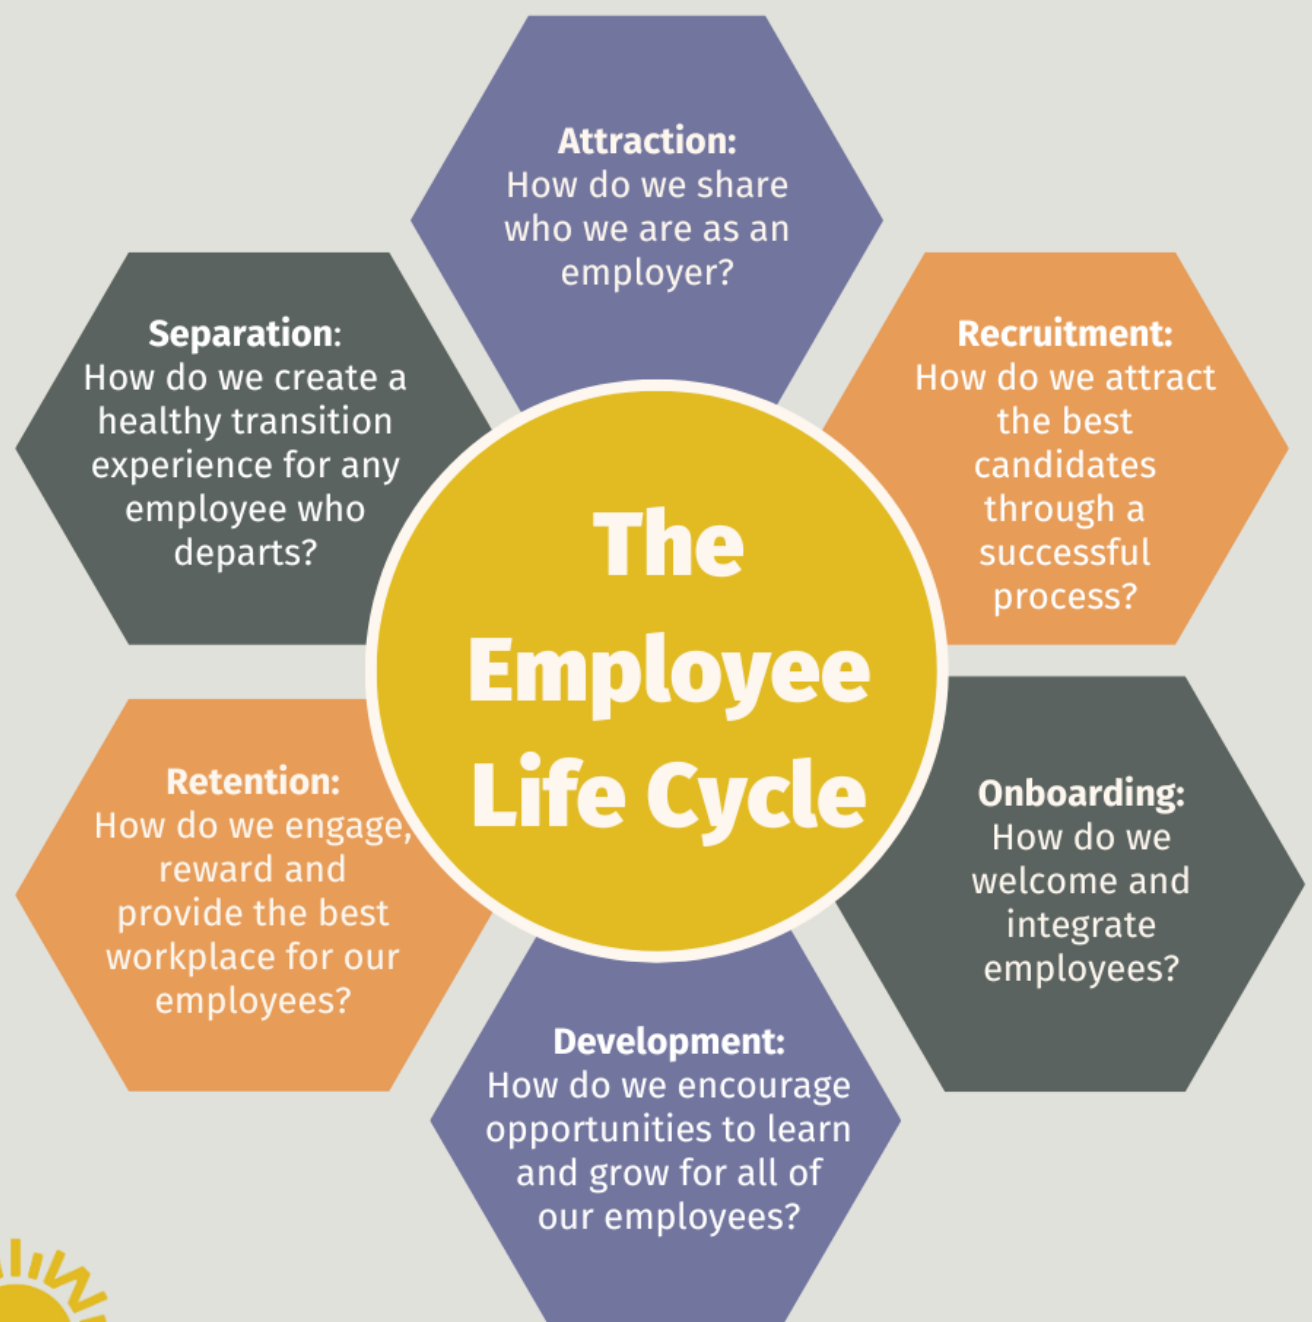 Attraction:
How do we share
who we are as an
employer?
Recruitment:
How do we attract
the best
candidates
through a
successful
process?
Onboarding:
How do we
welcome and
integrate
employees?
Development:
How do we encourage
opportunities to learn
and grow for all of
our employees?
Retention:
How do we engage,
reward and
provide the best
workplace for our
employees?
Separation:
How do we create a
healthy transition
experience for any
employee who
departs?
The
Employee
Life Cycle